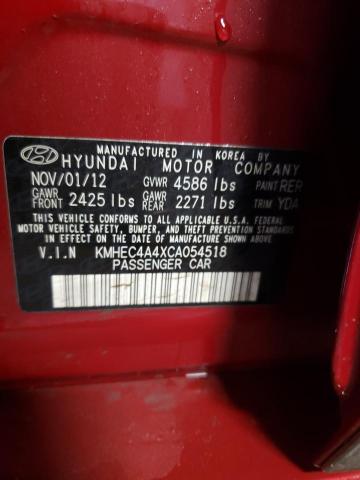 MANUFACTURED IN KOREA BY
HYUNDAI MOTOR COMPANY
NOV/01/12 GVWR 4586 lbs PAINT RER
GAWR FRONT 2425 lbs GAWR REAR 2271 lbs TRIM YDA
THIS VEHICLE CONFORMS TO ALL APPLICABLE U.S.A. FEDERAL
MOTOR VEHICLE SAFETY, BUMPER, AND THEFT PREVENTION
STANDARDS IN EFFECT ON THE DATE OF MANUFACTURE SHOWN ABOVE.
V.I.N KMHEC4A4XCA054518
PASSENGER CAR